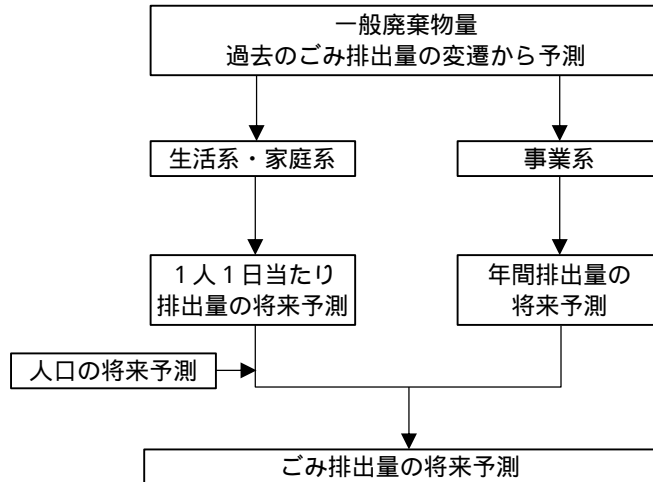 一般廃棄物量
過去のごみ排出量の変遷から予測
生活系・家庭系
事業系
１人１日当たり
排出量の将来予測
年間排出量の
将来予測
人口の将来予測
ごみ排出量の将来予測